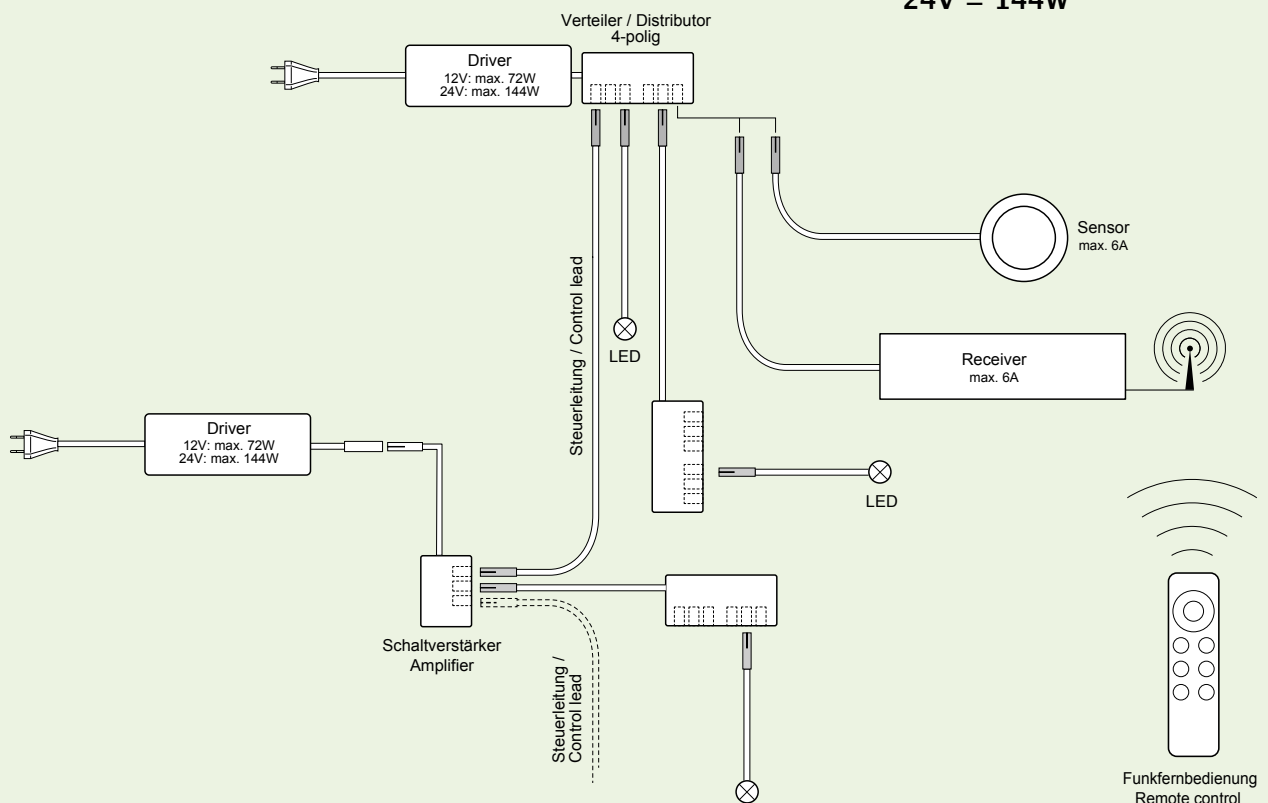 24V = 144W
Verteiler / Distributor
4-polig
Driver
12V: max. 72W
24V: max. 144W
Sensor
max. 6A
Steuerleitung / Control lead
LED
Receiver
max. 6A
Driver
12V: max. 72W
24V: max. 144W
LED
Schaltverstärker
Amplifier
Steuerleitung /
Control lead
Funkfernbedienung
Remote control